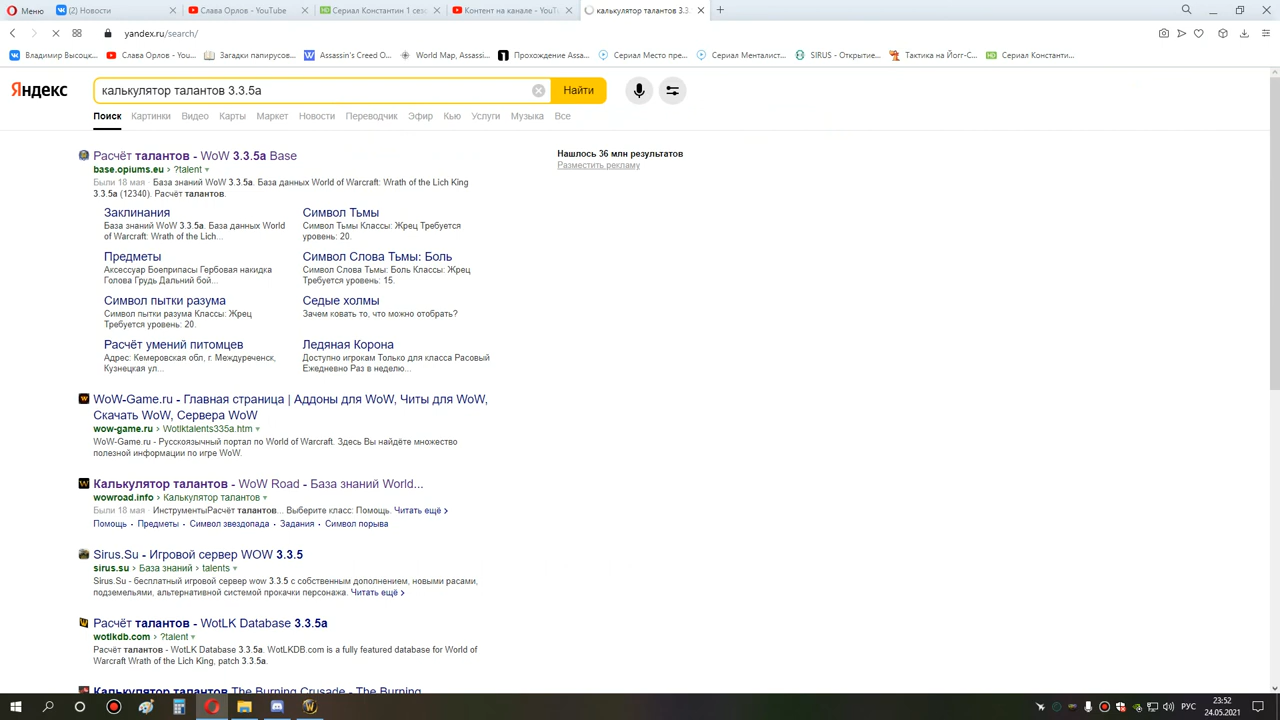 Меню
(2) Новости
Слава Орлов - YouTube
Сериал Константин 1 сезо
Контент на канале - YouTu
калькулятор талантов 3.3.
yandex.ru/search/
Владимир Высоцк...
Слава Орлов - You...
Загадки папирусов...
Assassin's Creed O...
World Map, Assassi...
Прохождение Assa...
Сериал Место пре...
Сериал Менталист...
SIRUS - Открытие...
Тактика на Йогг-С...
Сериал Константи...
Яндекс
калькулятор талантов 3.3.5а
Найти
Поиск Картинки Видео Карты Маркет Новости Переводчик Эфир Кью Услуги Музыка Все
Расчёт талантов - WoW 3.3.5a Base
base.opiums.eu › ?talent
Были 18 мая · База знаний WoW 3.3.5a. База данных World of Warcraft: Wrath of the Lich King
3.3.5a (12340). Расчёт талантов.
Заклинания
База знаний WoW 3.3.5a. База данных World
of Warcraft: Wrath of the Lich...
Символ Тьмы
Символ Тьмы Классы: Жрец Требуется
уровень: 20.
Предметы
Аксессуар Боеприпасы Гербовая накидка
Голова Грудь Дальний бой...
Символ Слова Тьмы: Боль
Символ Слова Тьмы: Боль Классы: Жрец
Требуется уровень: 15.
Символ пытки разума
Символ пытки разума Классы: Жрец
Требуется уровень: 20.
Седые холмы
Зачем ковать то, что можно отобрать?
Расчёт умений питомцев
Адрес: Кемеровская обл, г. Междуреченск,
Кузнецкая ул...
Ледяная Корона
Доступно игрокам Только для класса Расовый
Ежедневно Раз в неделю...
Нашлось 36 млн результатов
Разместить рекламу
WoW-Game.ru - Главная страница | Аддоны для WoW, Читы для WoW,
Скачать WoW, Сервера WoW
wow-game.ru › Wotlktalents335a.htm
WoW-Game.ru - Русскоязычный портал по World of Warcraft. Здесь Вы найдёте множество
полезной информации по игре WoW.
Калькулятор талантов - WoW Road - База знаний World...
wowroad.info › Калькулятор талантов
Были 18 мая · ИнструментыРасчёт талантов... Выберите класс: Помощь. Читать ещё ›
Помощь · Предметы · Символ звездопада · Задания · Символ порыва
Sirus.Su - Игровой сервер WOW 3.3.5
sirus.su › База знаний › talents
Sirus.Su - бесплатный игровой сервер wow 3.3.5 с собственным дополнением, новыми расами,
подземельями, альтернативной системой прокачки персонажа. Читать ещё ›
Расчёт талантов - WotLK Database 3.3.5a
wotlkdb.com › ?talent
Расчёт талантов - WotLK Database 3.3.5a. WotLKDB.com is a fully featured database for World of
Warcraft Wrath of the Lich King, patch 3.3.5a.
Калькулятор талантов The Burning Crusade - The Burning
РУС
23:52
24.05.2021